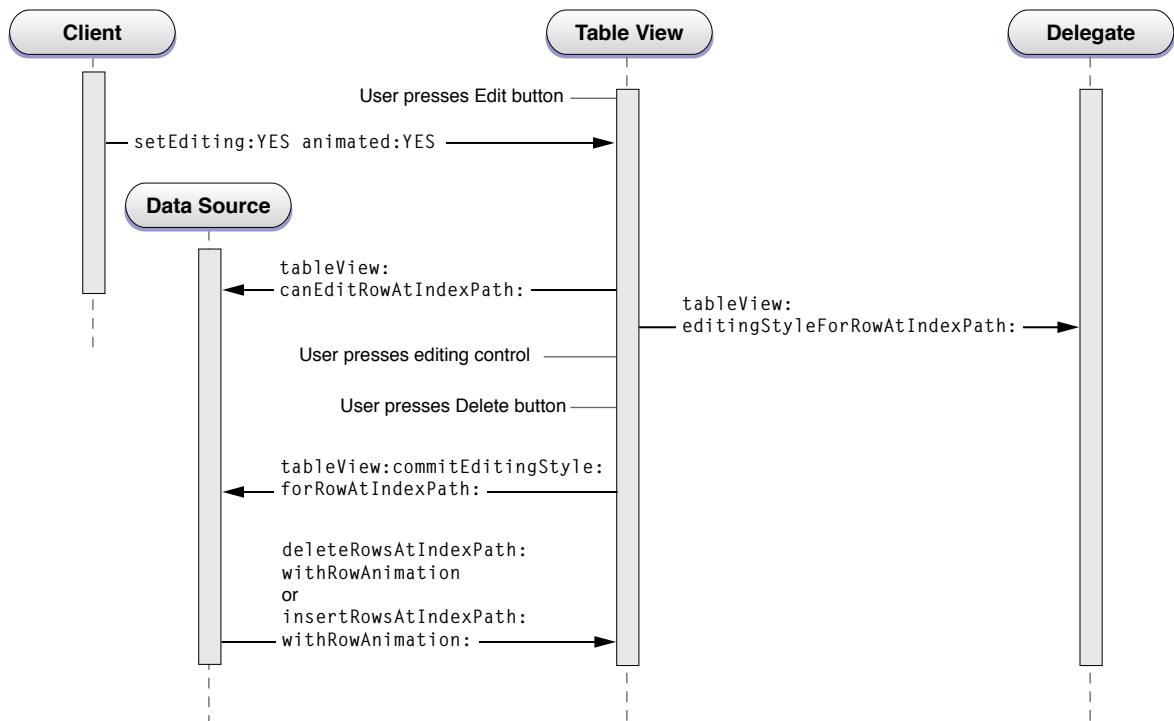 Client
Table View
Delegate
User presses Edit button
setEditing:YES animated:YES
Data Source
tableView:
canEditRowAtIndexPath:
tableView:
editingStyleForRowAtIndexPath:
User presses editing control
User presses Delete button
tableView:commitEditingStyle:
forRowAtIndexPath:
deleteRowsAtIndexPath:
withRowAnimation
or
insertRowsAtIndexPath:
withRowAnimation: